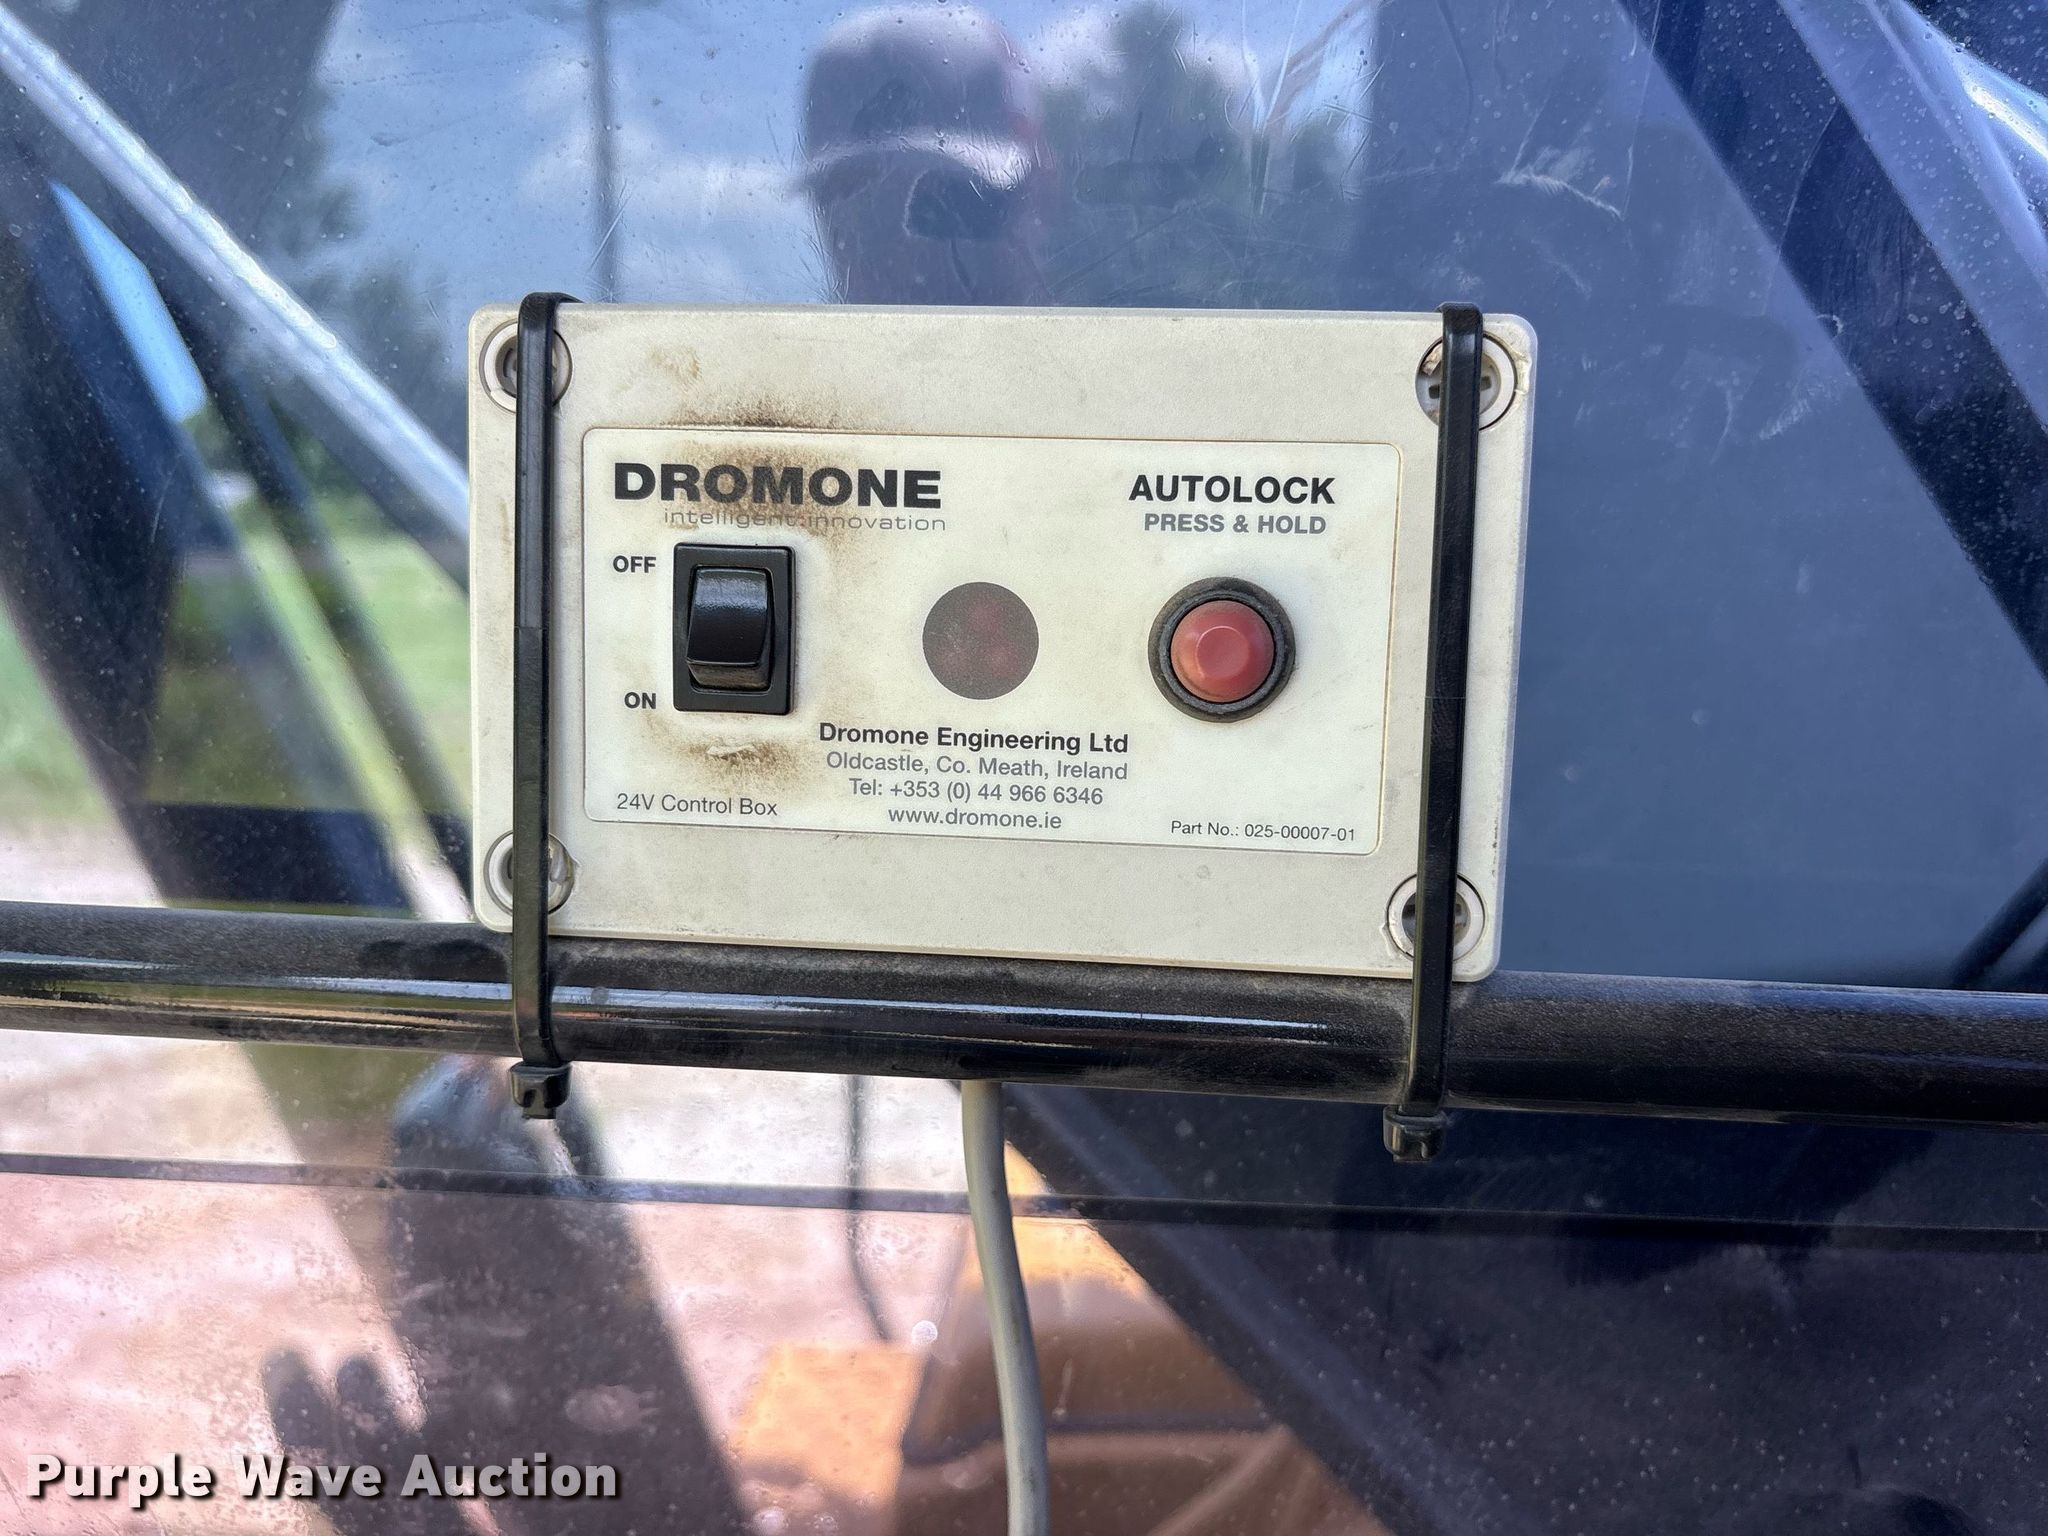 DROMONE
intelligent:innovation
AUTOLOCK
PRESS & HOLD
OFF
ON
Dromone Engineering Ltd
Oldcastle, Co. Meath, Ireland
Tel: +353 (0) 44 966 6346
www.dromone.ie
24V Control Box
Part No.: 025-00007-01
Purple Wave Auction